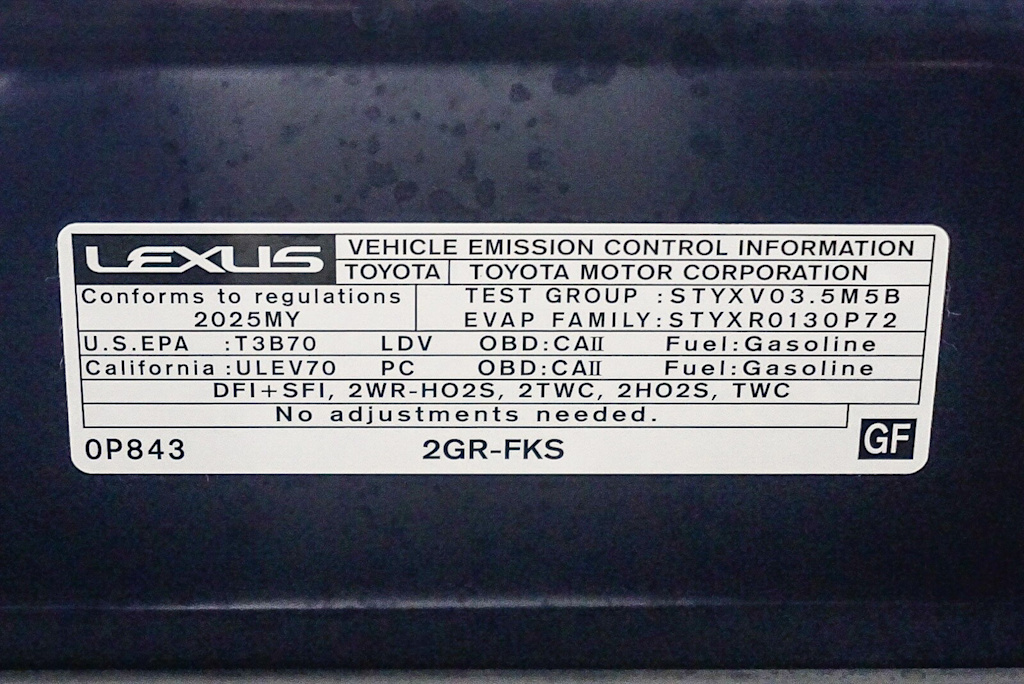 LEXUS VEHICLE EMISSION CONTROL INFORMATION
TOYOTA TOYOTA MOTOR CORPORATION
Conforms to regulations TEST GROUP :STYXV03.5M5B
2025MY EVAP FAMILY:STYXR0130P72
U.S.EPA :T3B70 LDV OBD:CAII Fuel:Gasoline
California:ULEV70 PC OBD:CAII Fuel:Gasoline
DFI+SFI, 2WR-HO2S, 2TWC, 2HO2S, TWC
No adjustments needed.
0P843 2GR-FKS GF